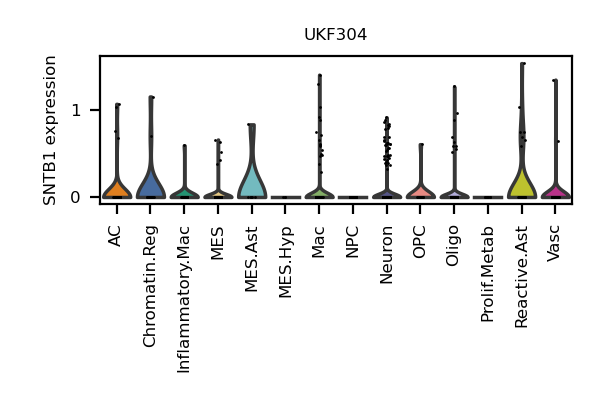 UKF304
SNTB1 expression
1
0
AC
Chromatin.Reg
Inflammatory.Mac
MES
MES.Ast
MES.Hyp
Mac
NPC
Neuron
OPC
Oligo
Prolif.Metab
Reactive.Ast
Vasc